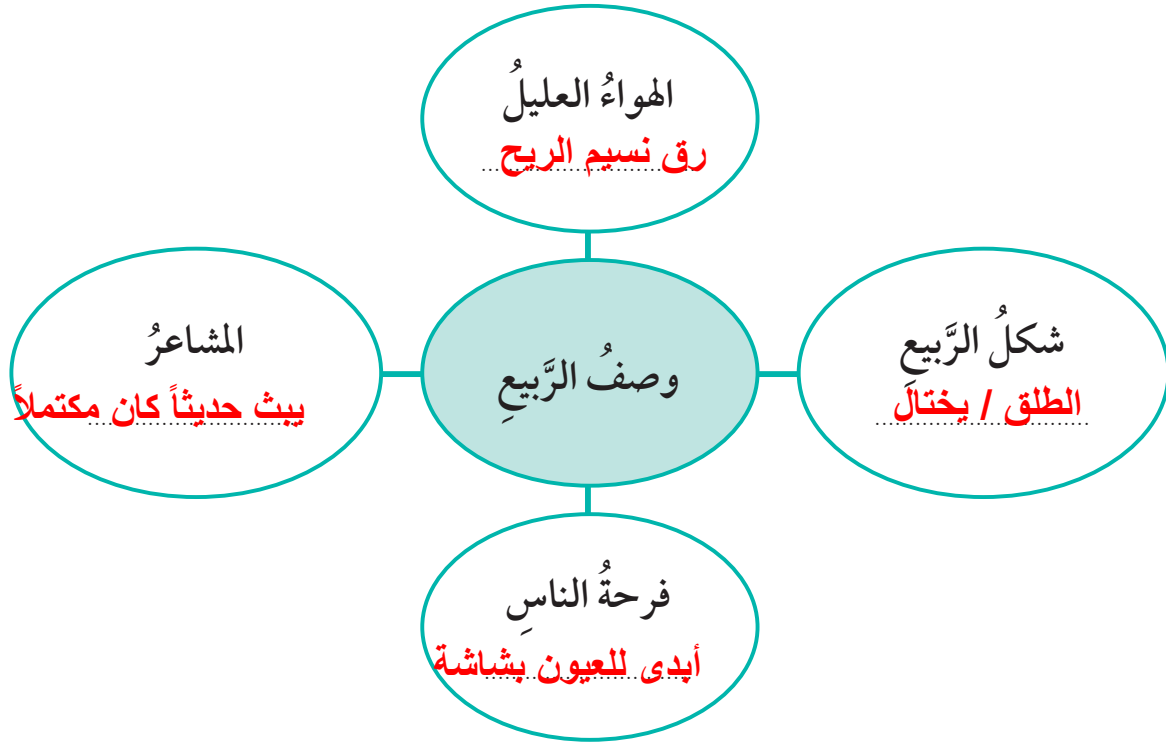 الهواءُ العليلُ
رق نسيم الريح
شكلُ الرَّبيعِ
الطلق / يختال
وصفُ الرَّبيعِ
المشاعرُ
يبث حديثاً كان مكتملاً
فرحةُ الناسِ
أبدى للعيون بشاشة